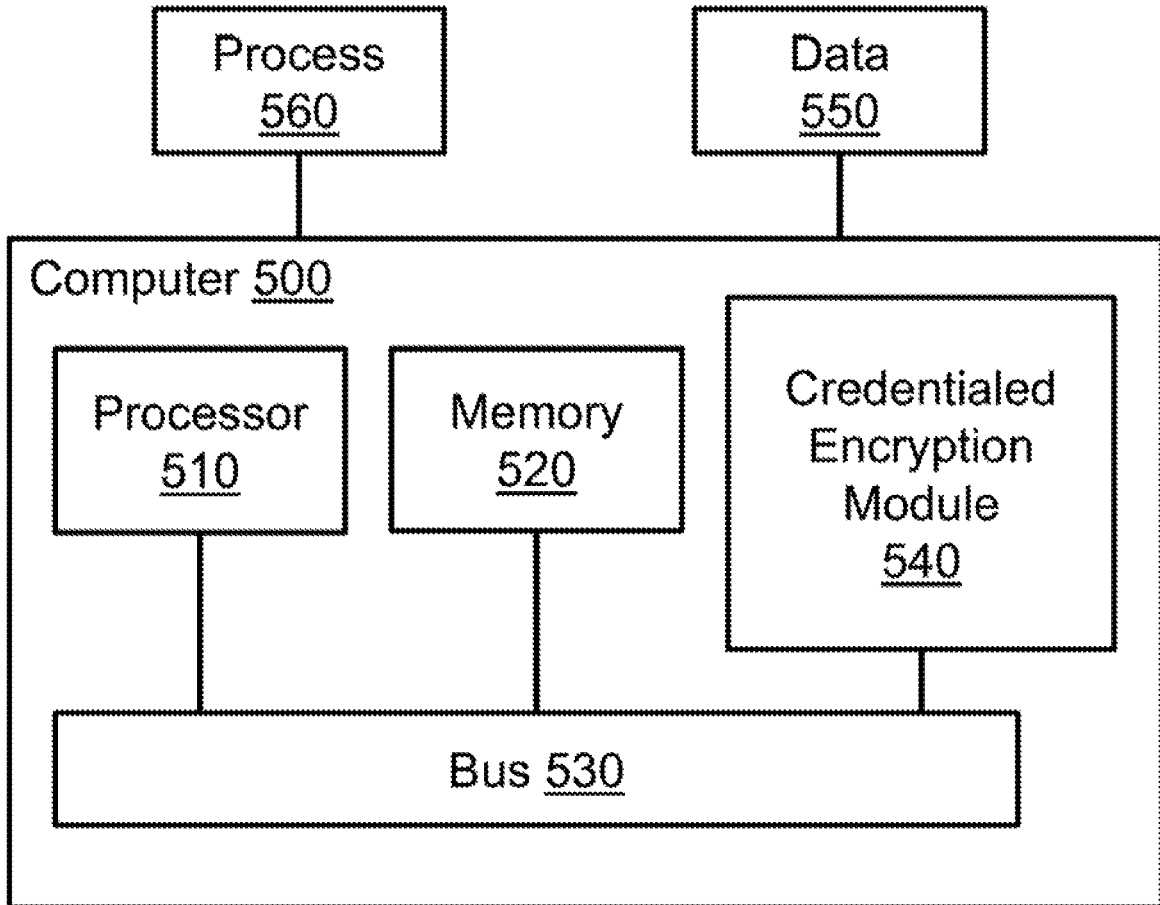 Process
560
Data
550
Computer 500
Processor
510
Memory
520
Credentialed
Encryption
Module
540
Bus 530